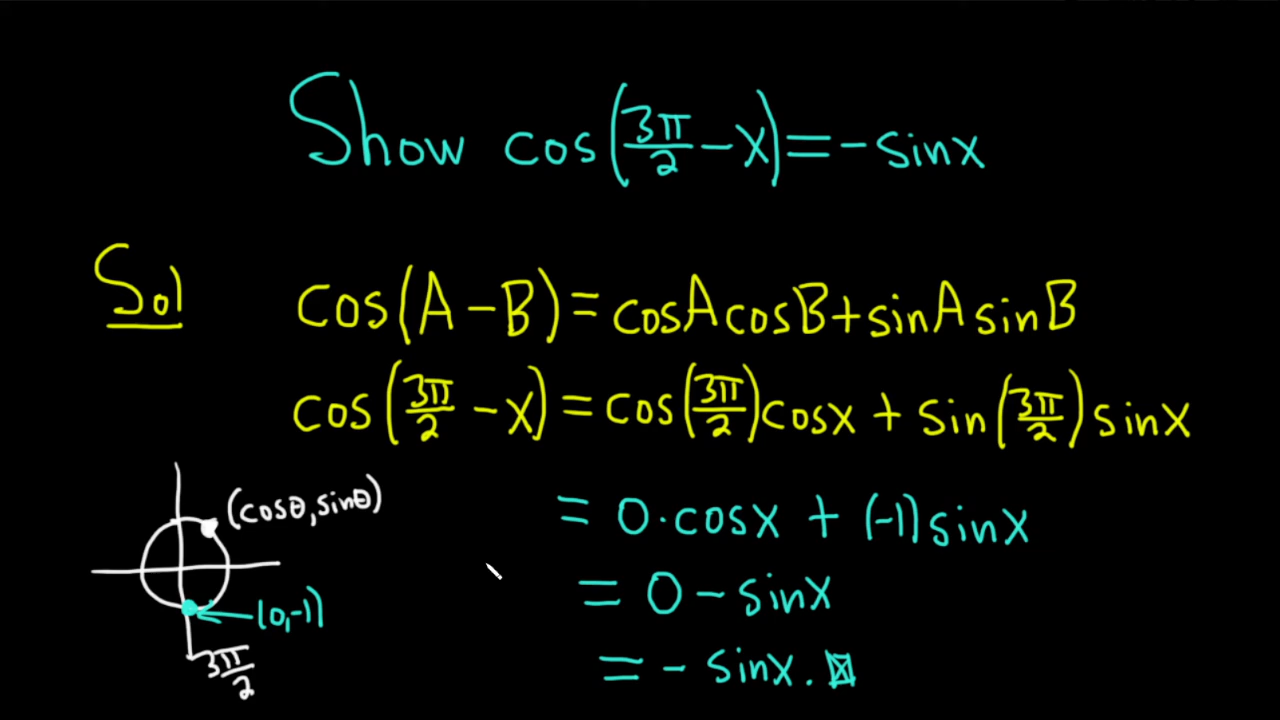 Show cos(3π/2 - x) = - sinx
Sol
cos(A - B) = cosA cosB + sinA sinB
cos(3π/2 - x) = cos(3π/2) cosx + sin(3π/2) sinx
(cosθ, sinθ)
= 0·cosx + (-1) sinx
= 0 - sinx
(0,-1)
3π/2
= - sinx.